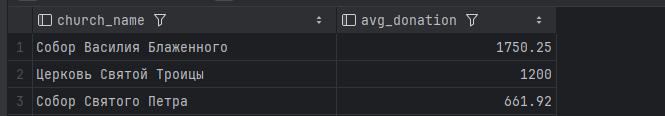 church_name avg_donation
1 Собор Василия Блаженного 1750.25
2 Церковь Святой Троицы 1200
3 Собор Святого Петра 661.92